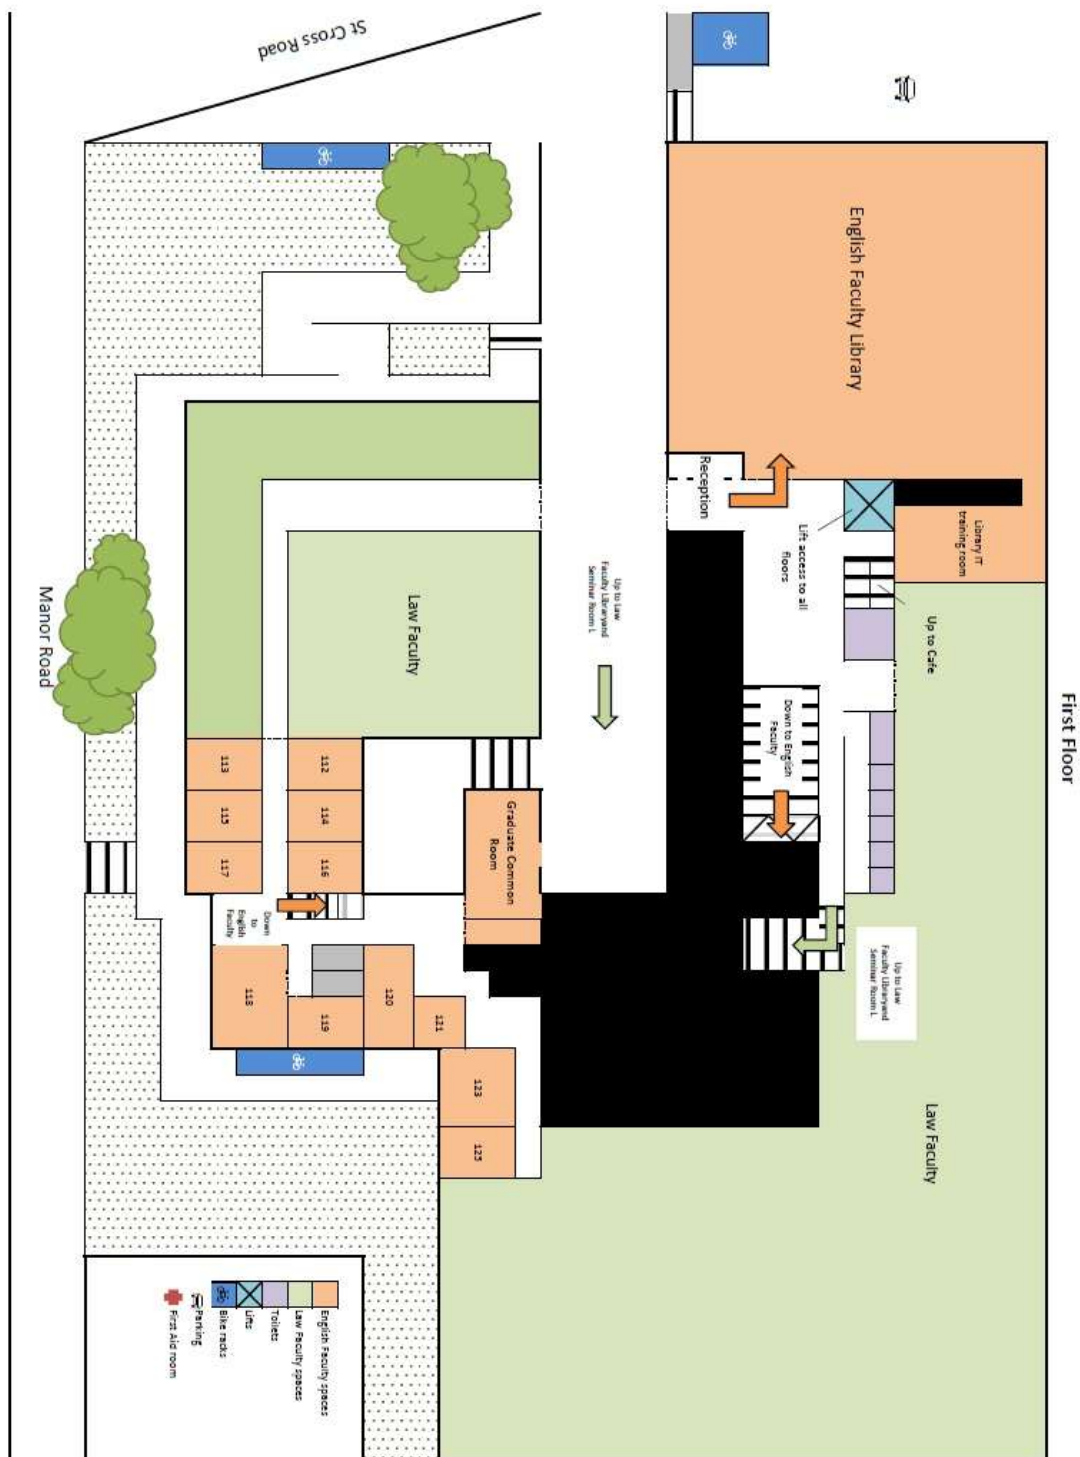 First Floor
St Cross Road
English Faculty Library
Reception
Library IT
training room
Lift access to all
floors
Up to Cafe
Up to Law
Faculty Libraryand
Seminar Room L
Down to English
Faculty
Law Faculty
Manor Road
113
112
115
114
117
116
Graduate Common
Room
Down
to
English
Faculty
118
119
120
121
123
125
Up to Law
Faculty Libraryand
Seminar Room L
Law Faculty
English Faculty spaces
Law Faculty spaces
Toilets
Lifts
Bike racks
Parking
First Aid room